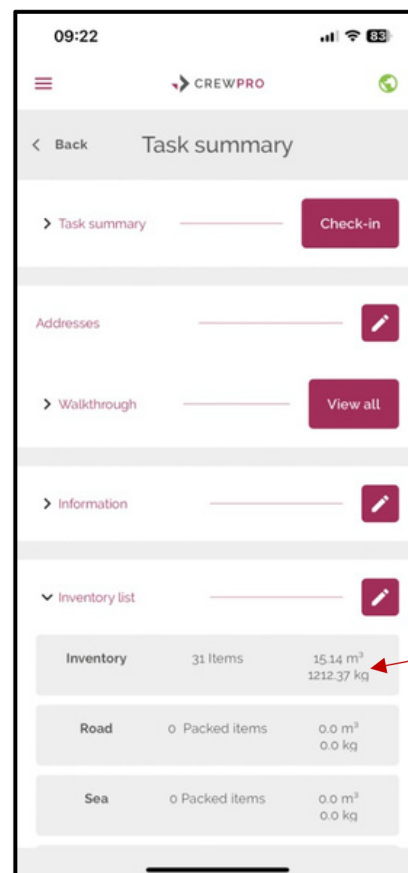 09:22 83
CREWPRO
Back Task summary
Task summary Check-in
Addresses
Walkthrough View all
Information
Inventory list
Inventory 31 Items 15.14 m³
1212.37 kg
Road 0 Packed items 0.0 m³
0.0 kg
Sea 0 Packed items 0.0 m³
0.0 kg